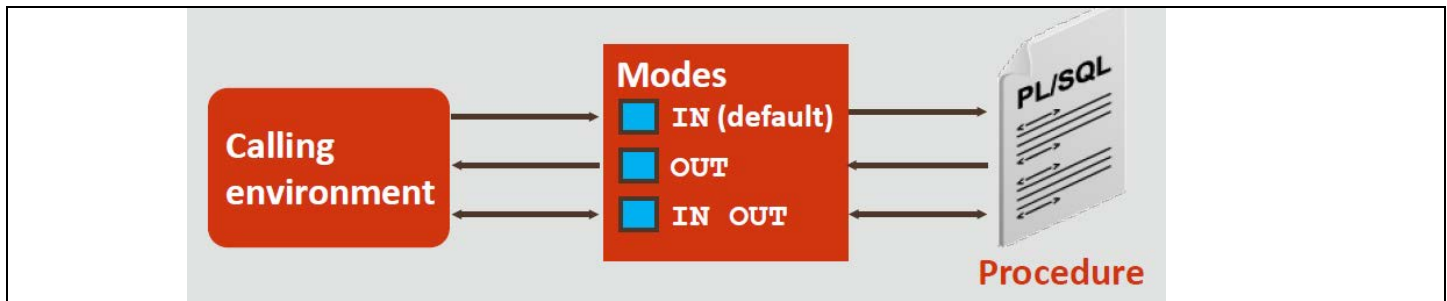 Calling
environment
Modes
IN (default)
OUT
IN OUT
PL/SQL
Procedure